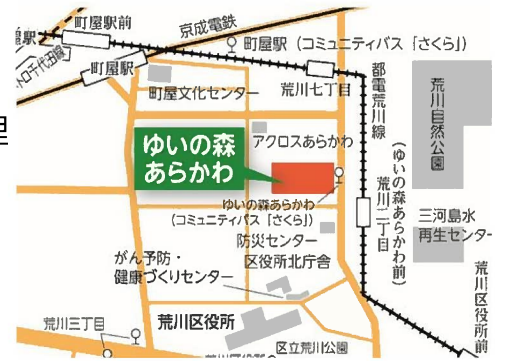 町屋駅前
京成電鉄
町屋駅（コミュニティバス「さくら」）
町屋駅
町屋文化センター
荒川七丁目
都電荒川線
荒川自然公園
アクロスあらかわ
ゆいの森
あらかわ
ゆいの森あらかわ
（コミュニティバス「さくら」）
荒川二丁目
（ゆいの森あらかわ前）
三河島水
再生センター
防災センター
区役所北庁舎
がん予防・
健康づくりセンター
荒川区役所
荒川三丁目
区立荒川公園
荒川区役所前